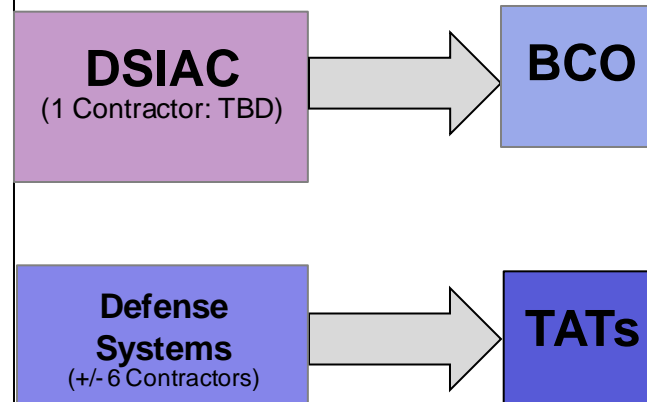 DSIAC
(1 Contractor: TBD)
BCO
Defense
Systems
(+/- 6 Contractors)
TATs